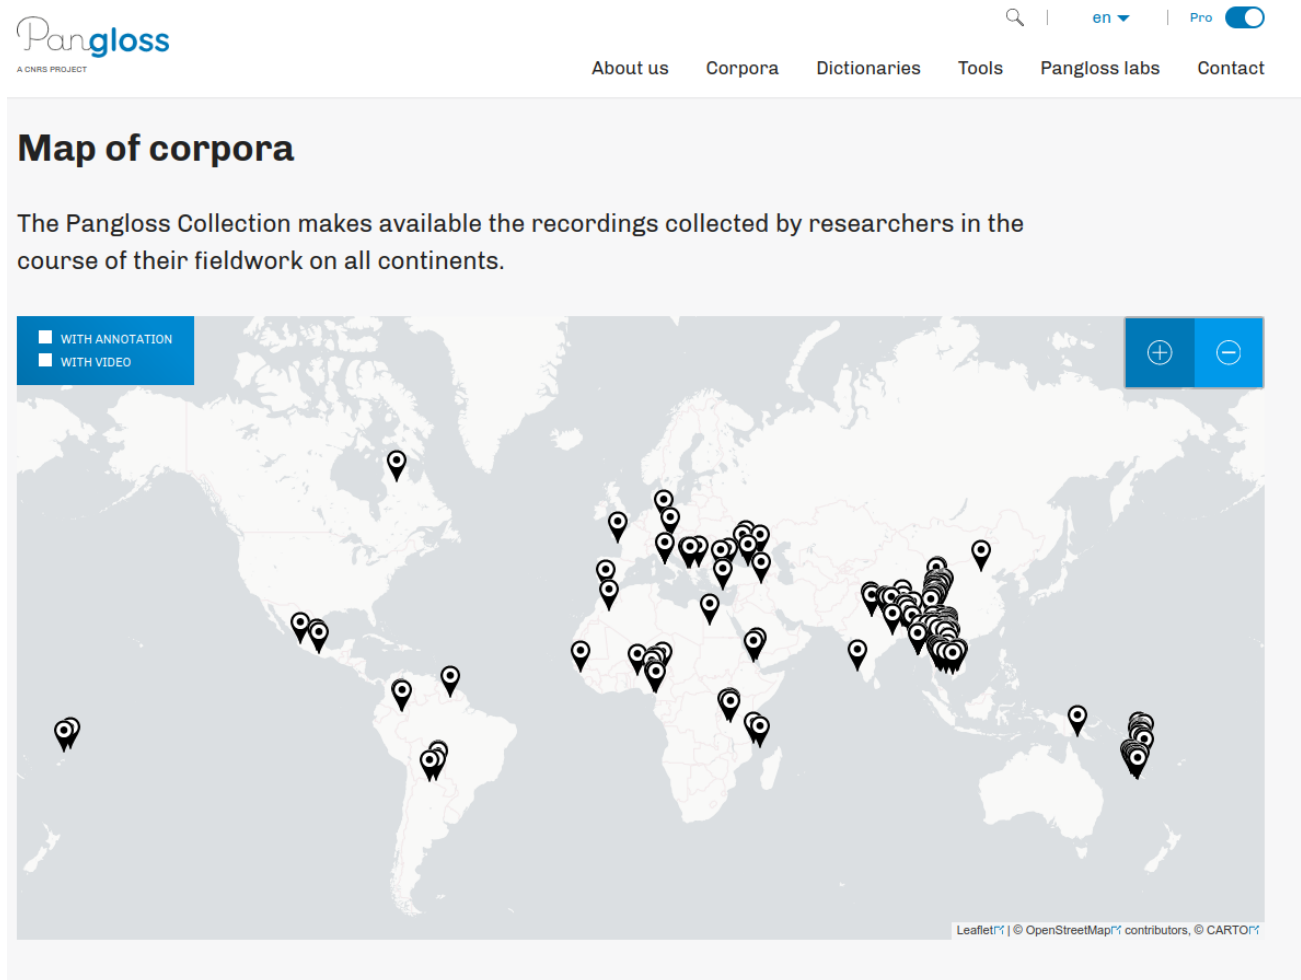 Pangloss
A CNRS PROJECT
en
Pro
About us Corpora Dictionaries Tools Pangloss labs Contact
Map of corpora
The Pangloss Collection makes available the recordings collected by researchers in the
course of their fieldwork on all continents.
WITH ANNOTATION
WITH VIDEO
Leaflet | © OpenStreetMap contributors, © CARTO